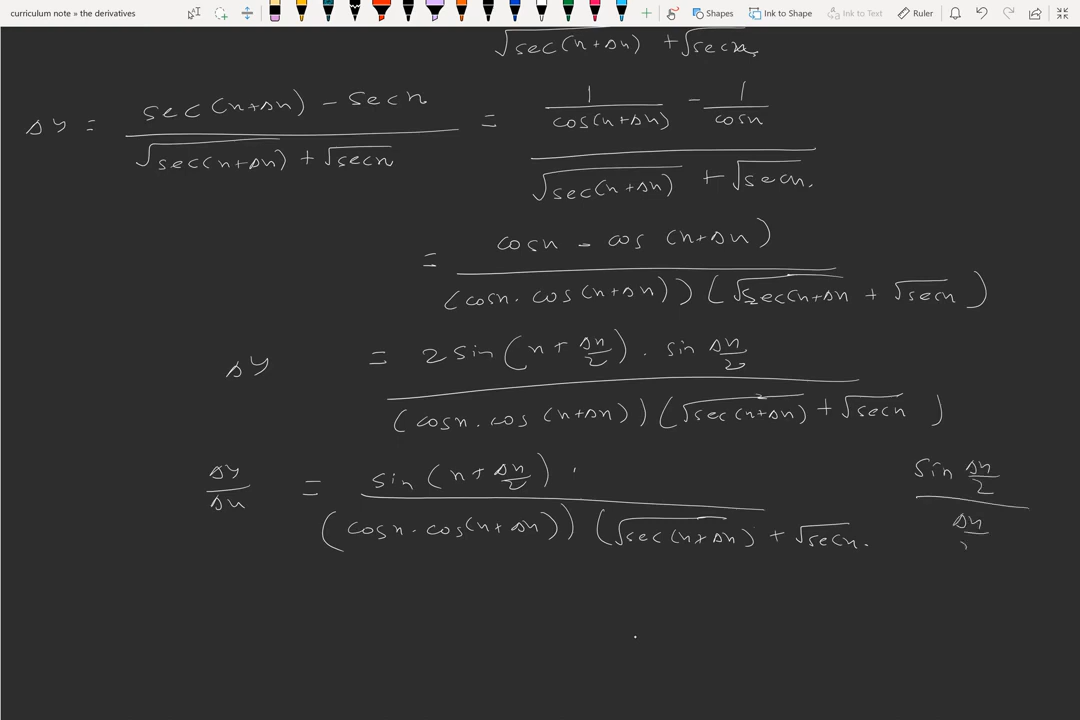 curriculum note » the derivatives
Shapes Ink to Shape Ink to Text Ruler
√sec(x+Δx) + √secx.
Δy = sec(x+Δx) - secx / √sec(x+Δx) + √secx = 1/cos(x+Δx) - 1/cosx / √sec(x+Δx) + √secx.
= cosx - cos(x+Δx) / (cosx. cos(x+Δx)) (√sec(x+Δx + √secx)
Δy = 2 sin(x + Δx/2) . sin Δx/2 / (cosx. cos(x+Δx)) (√sec(x+Δx) + √secx)
Δy/Δx = sin(x + Δx/2) . / (cosx. cos(x+Δx)) (√sec(x+Δx) + √secx. sin Δx/2 / Δx/